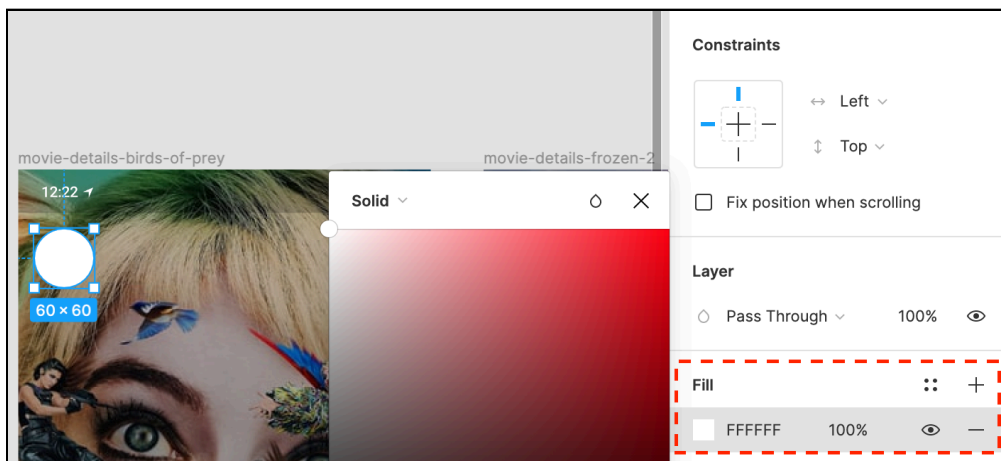 Constraints
Left
Top
Fix position when scrolling
movie-details-birds-of-prey
movie-details-frozen-2
12:22
Solid
60 × 60
Layer
Pass Through
100%
Fill
FFFFFF
100%